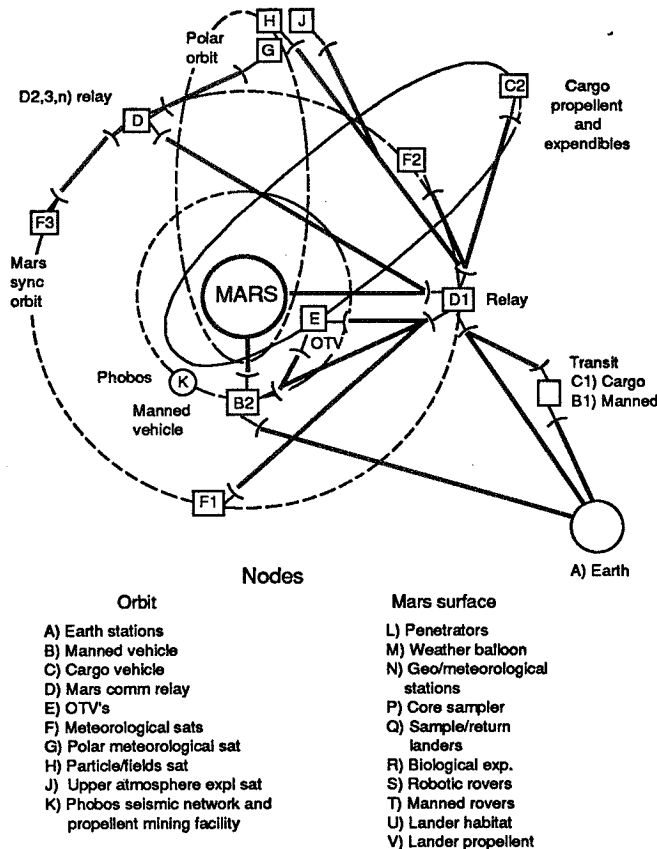 H
J
Polar
orbit
G
D2,3,n) relay
D
C2
Cargo
propellent
and
expendibles
F2
F3
Mars
sync
orbit
MARS
D1
Relay
E
OTV
Phobos
K
Manned
vehicle
B2
Transit
C1) Cargo
B1) Manned
F1
A) Earth
Nodes
Orbit
A) Earth stations
B) Manned vehicle
C) Cargo vehicle
D) Mars comm relay
E) OTV's
F) Meteorological sats
G) Polar meteorological sat
H) Particle/fields sat
J) Upper atmosphere expl sat
K) Phobos seismic network and
propellent mining facility
Mars surface
L) Penetrators
M) Weather balloon
N) Geo/meteorological
stations
P) Core sampler
Q) Sample/return
landers
R) Biological exp.
S) Robotic rovers
T) Manned rovers
U) Lander habitat
V) Lander propellent